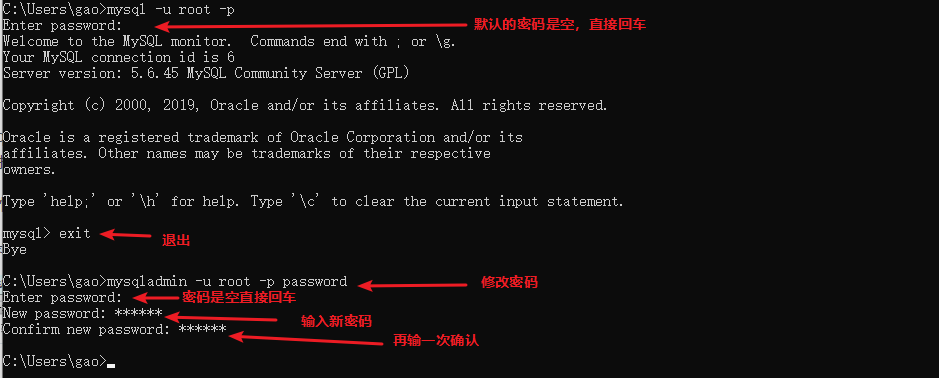 C:\Users\gao>mysql -u root -p
Enter password: 默认的密码是空，直接回车
Welcome to the MySQL monitor.  Commands end with ; or \g.
Your MySQL connection id is 6
Server version: 5.6.45 MySQL Community Server (GPL)
Copyright (c) 2000, 2019, Oracle and/or its affiliates. All rights reserved.
Oracle is a registered trademark of Oracle Corporation and/or its
affiliates. Other names may be trademarks of their respective
owners.
Type 'help;' or '\h' for help. Type '\c' to clear the current input statement.
mysql> exit 退出
Bye
C:\Users\gao>mysqladmin -u root -p password 修改密码
Enter password: 密码是空直接回车
New password: ****** 输入新密码
Confirm new password: ****** 再输一次确认
C:\Users\gao>